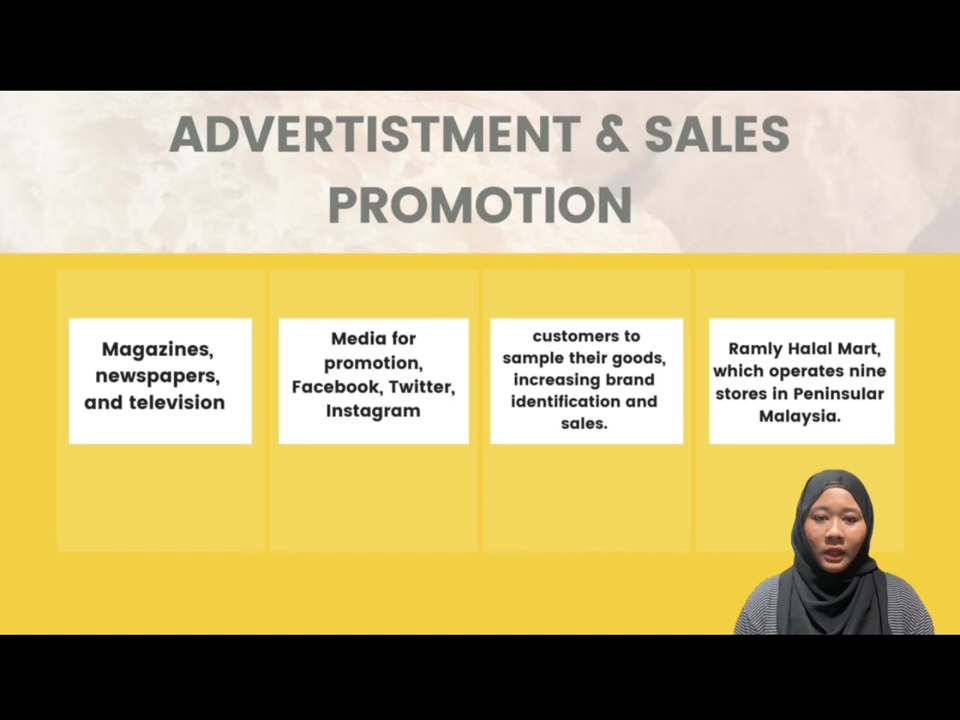 ADVERTISTMENT & SALES
PROMOTION
Magazines,
newspapers,
and television
Media for
promotion,
Facebook, Twitter,
Instagram
customers to
sample their goods,
increasing brand
identification and
sales.
Ramly Halal Mart,
which operates nine
stores in Peninsular
Malaysia.